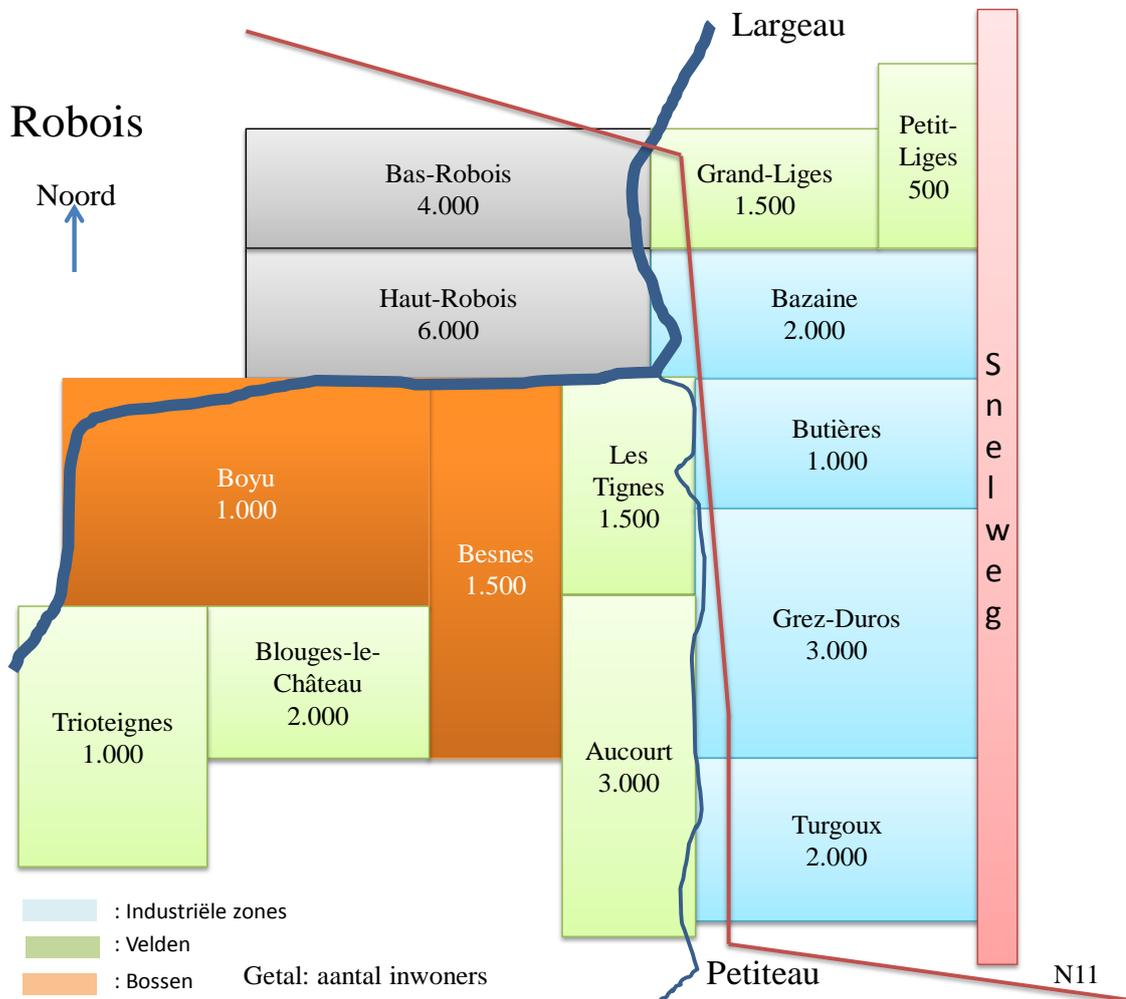 Largeau
Robois
Noord
Bas-Robois
4.000
Grand-Liges
1.500
Petit-
Liges
500
Haut-Robois
6.000
Bazaine
2.000
Snelweg
Butières
1.000
Les
Tignes
1.500
Boyu
1.000
Besnes
1.500
Grez-Duros
3.000
Blouges-le-
Château
2.000
Trioteignes
1.000
Aucourt
3.000
Turgoux
2.000
: Industriële zones
: Velden
: Bossen
Getal: aantal inwoners
Petiteau
N11